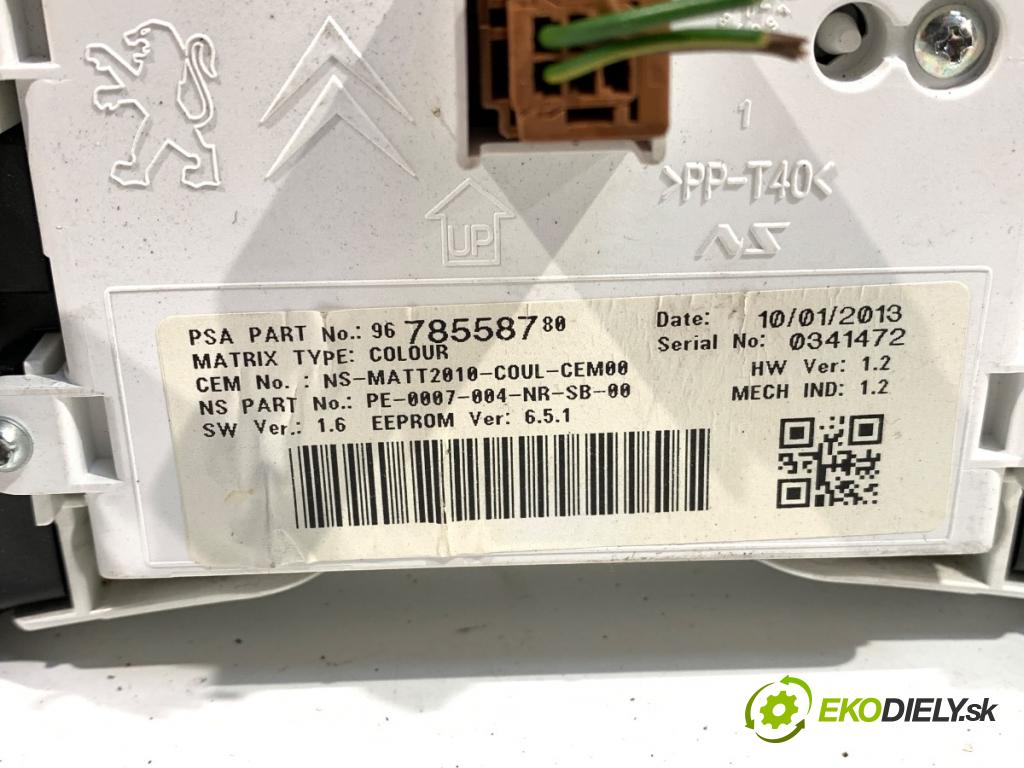 1
>PP-T40<
NS
UP
PSA PART No.: 96 785587 80
MATRIX TYPE: COLOUR
CEM No. : NS-MATT2010-COUL-CEM00
NS PART No.: PE-0007-004-NR-SB-00
SW Ver.: 1.6 EEPROM Ver: 6.5.1
Date: 10/01/2013
Serial No: 0341472
HW Ver: 1.2
MECH IND: 1.2
EKODIELY.sk